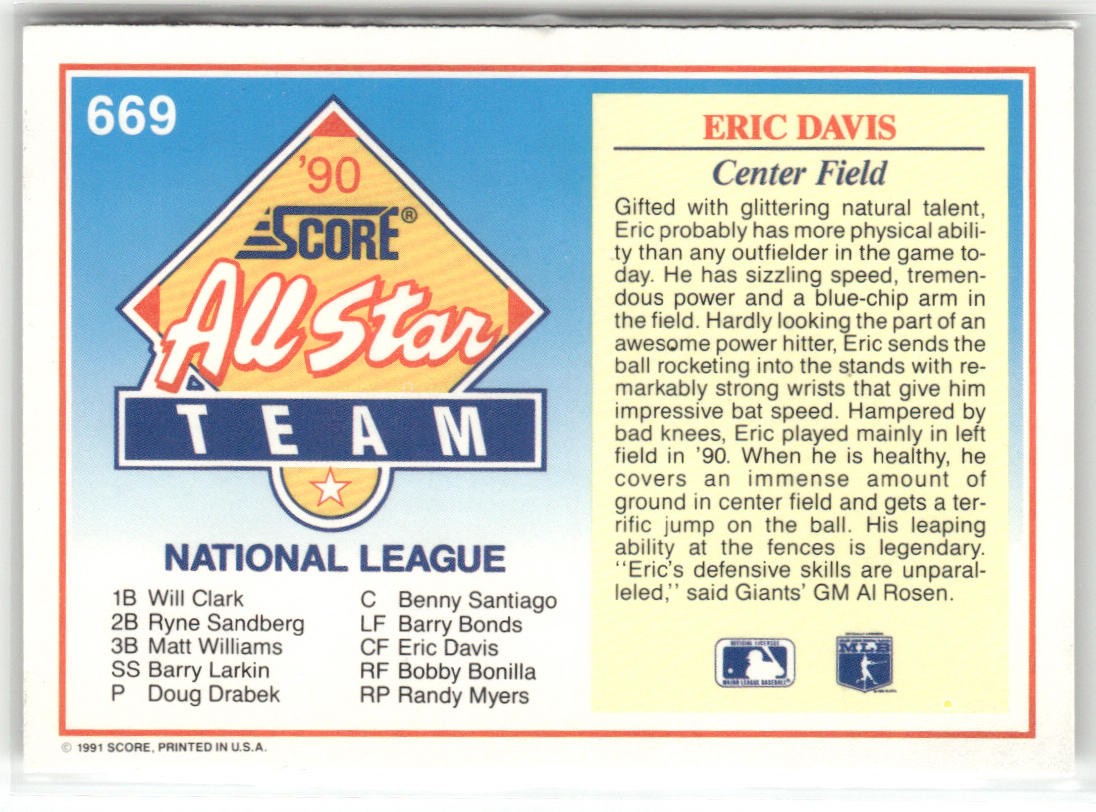 669
'90
SCORE®
All Star
TEAM
NATIONAL LEAGUE
1B Will Clark
2B Ryne Sandberg
3B Matt Williams
SS Barry Larkin
P Doug Drabek
C Benny Santiago
LF Barry Bonds
CF Eric Davis
RF Bobby Bonilla
RP Randy Myers
ERIC DAVIS
Center Field
Gifted with glittering natural talent,
Eric probably has more physical abili-
ty than any outfielder in the game to-
day. He has sizzling speed, tremen-
dous power and a blue-chip arm in
the field. Hardly looking the part of an
awesome power hitter, Eric sends the
ball rocketing into the stands with re-
markably strong wrists that give him
impressive bat speed. Hampered by
bad knees, Eric played mainly in left
field in '90. When he is healthy, he
covers an immense amount of
ground in center field and gets a ter-
rific jump on the ball. His leaping
ability at the fences is legendary.
''Eric's defensive skills are unparal-
leled,'' said Giants' GM Al Rosen.
OFFICIAL LICENSEE
MAJOR LEAGUE BASEBALL
MLB
© 1991 SCORE, PRINTED IN U.S.A.